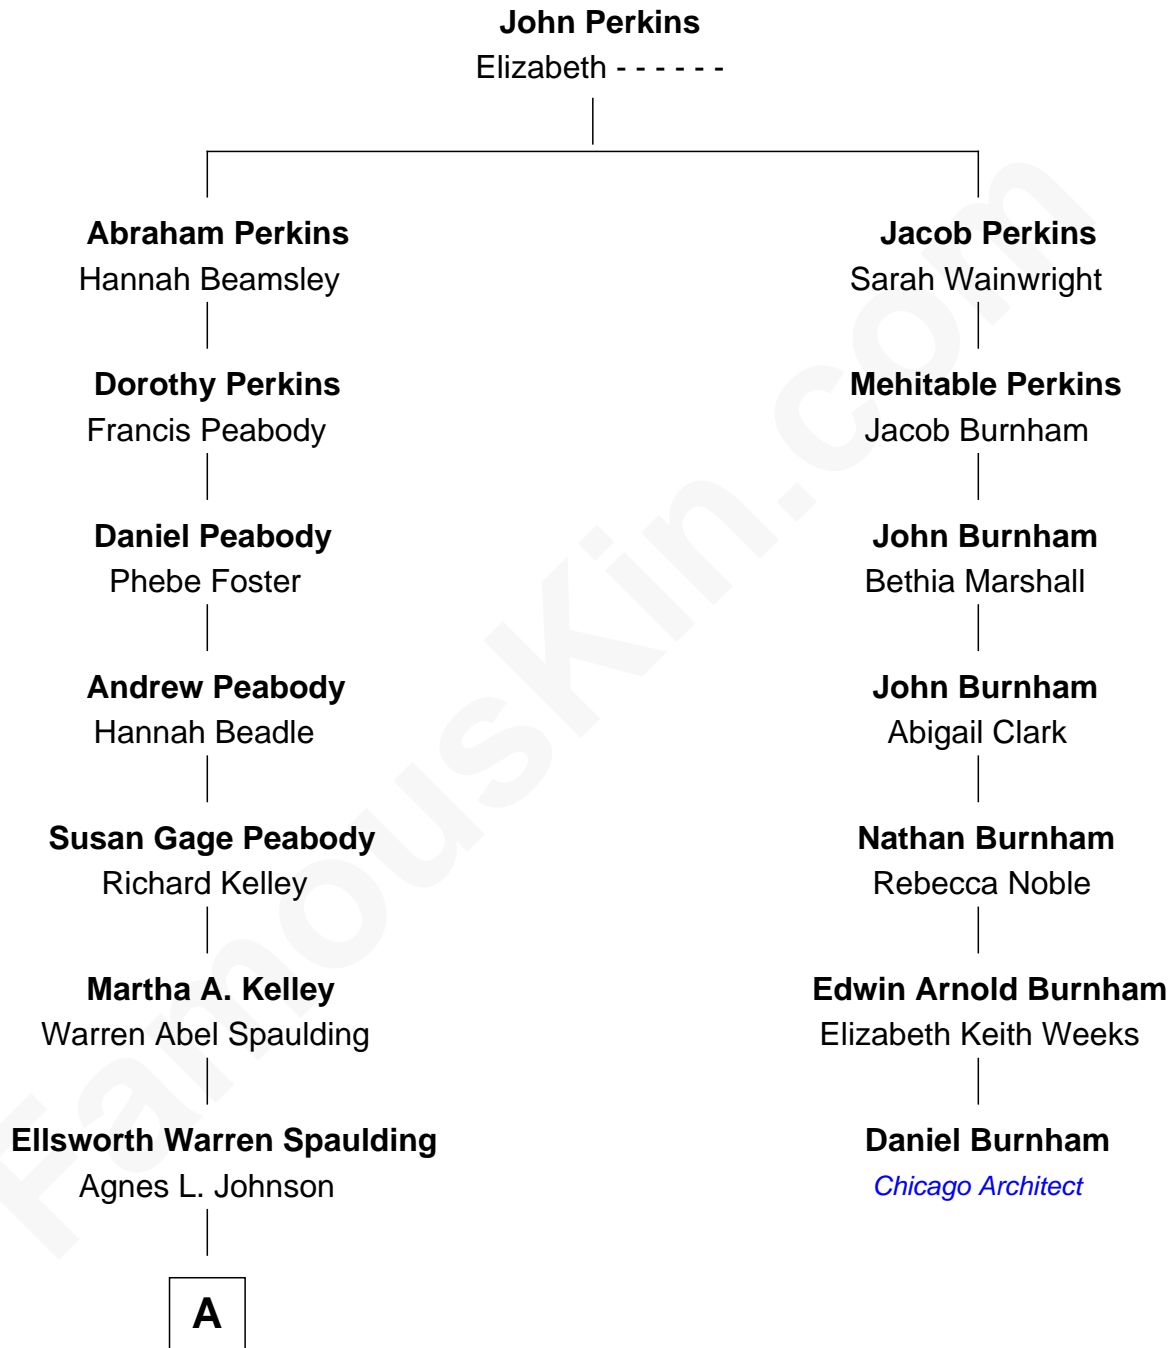 John Perkins
Elizabeth - - - - - -
Abraham Perkins
Hannah Beamsley
Jacob Perkins
Sarah Wainwright
Dorothy Perkins
Francis Peabody
Mehitable Perkins
Jacob Burnham
Daniel Peabody
Phebe Foster
John Burnham
Bethia Marshall
Andrew Peabody
Hannah Beadle
John Burnham
Abigail Clark
Susan Gage Peabody
Richard Kelley
Nathan Burnham
Rebecca Noble
Martha A. Kelley
Warren Abel Spaulding
Edwin Arnold Burnham
Elizabeth Keith Weeks
Ellsworth Warren Spaulding
Agnes L. Johnson
Daniel Burnham
Chicago Architect
A
FamousKin.com